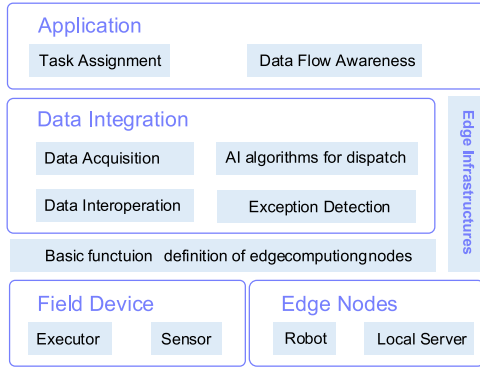 Application
Task Assignment
Data Flow Awareness
Data Integration
Data Acquisition
AI algorithms for dispatch
Data Interoperation
Exception Detection
Edge Infrastructures
Basic functuion definition of edgecomputiongnodes
Field Device
Executor
Sensor
Edge Nodes
Robot
Local Server